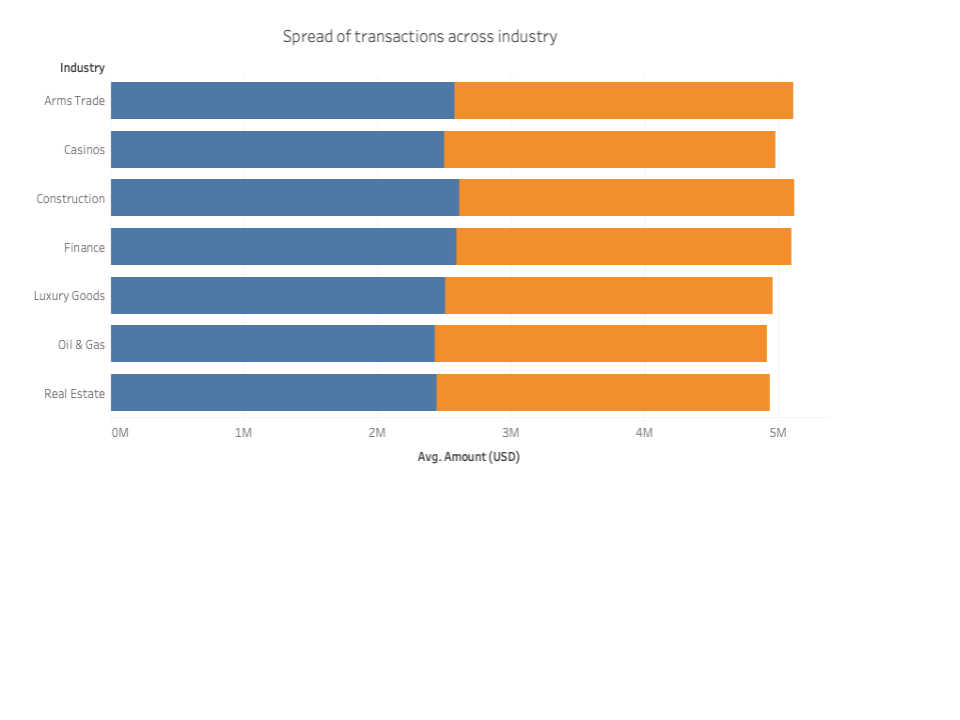 Spread of transactions across industry
Industry
Arms Trade
Casinos
Construction
Finance
Luxury Goods
Oil & Gas
Real Estate
0M 1M 2M 3M 4M 5M
Avg. Amount (USD)